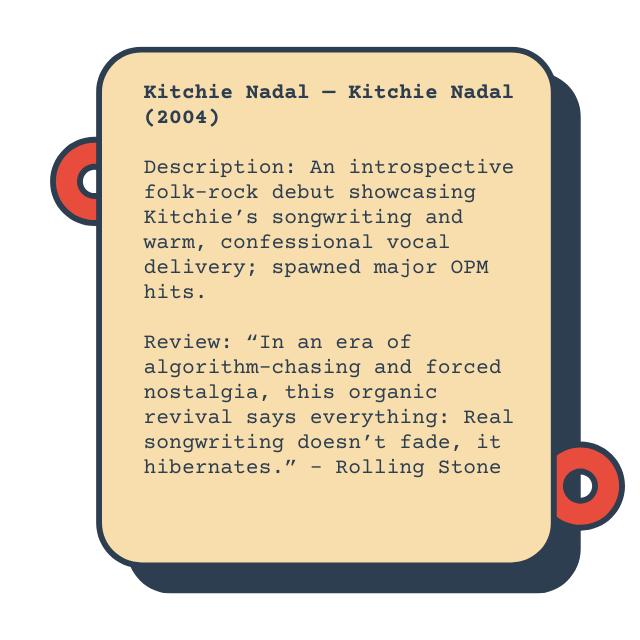 Kitchie Nadal — Kitchie Nadal
(2004)
Description: An introspective
folk-rock debut showcasing
Kitchie’s songwriting and
warm, confessional vocal
delivery; spawned major OPM
hits.
Review: “In an era of
algorithm-chasing and forced
nostalgia, this organic
revival says everything: Real
songwriting doesn’t fade, it
hibernates.” – Rolling Stone